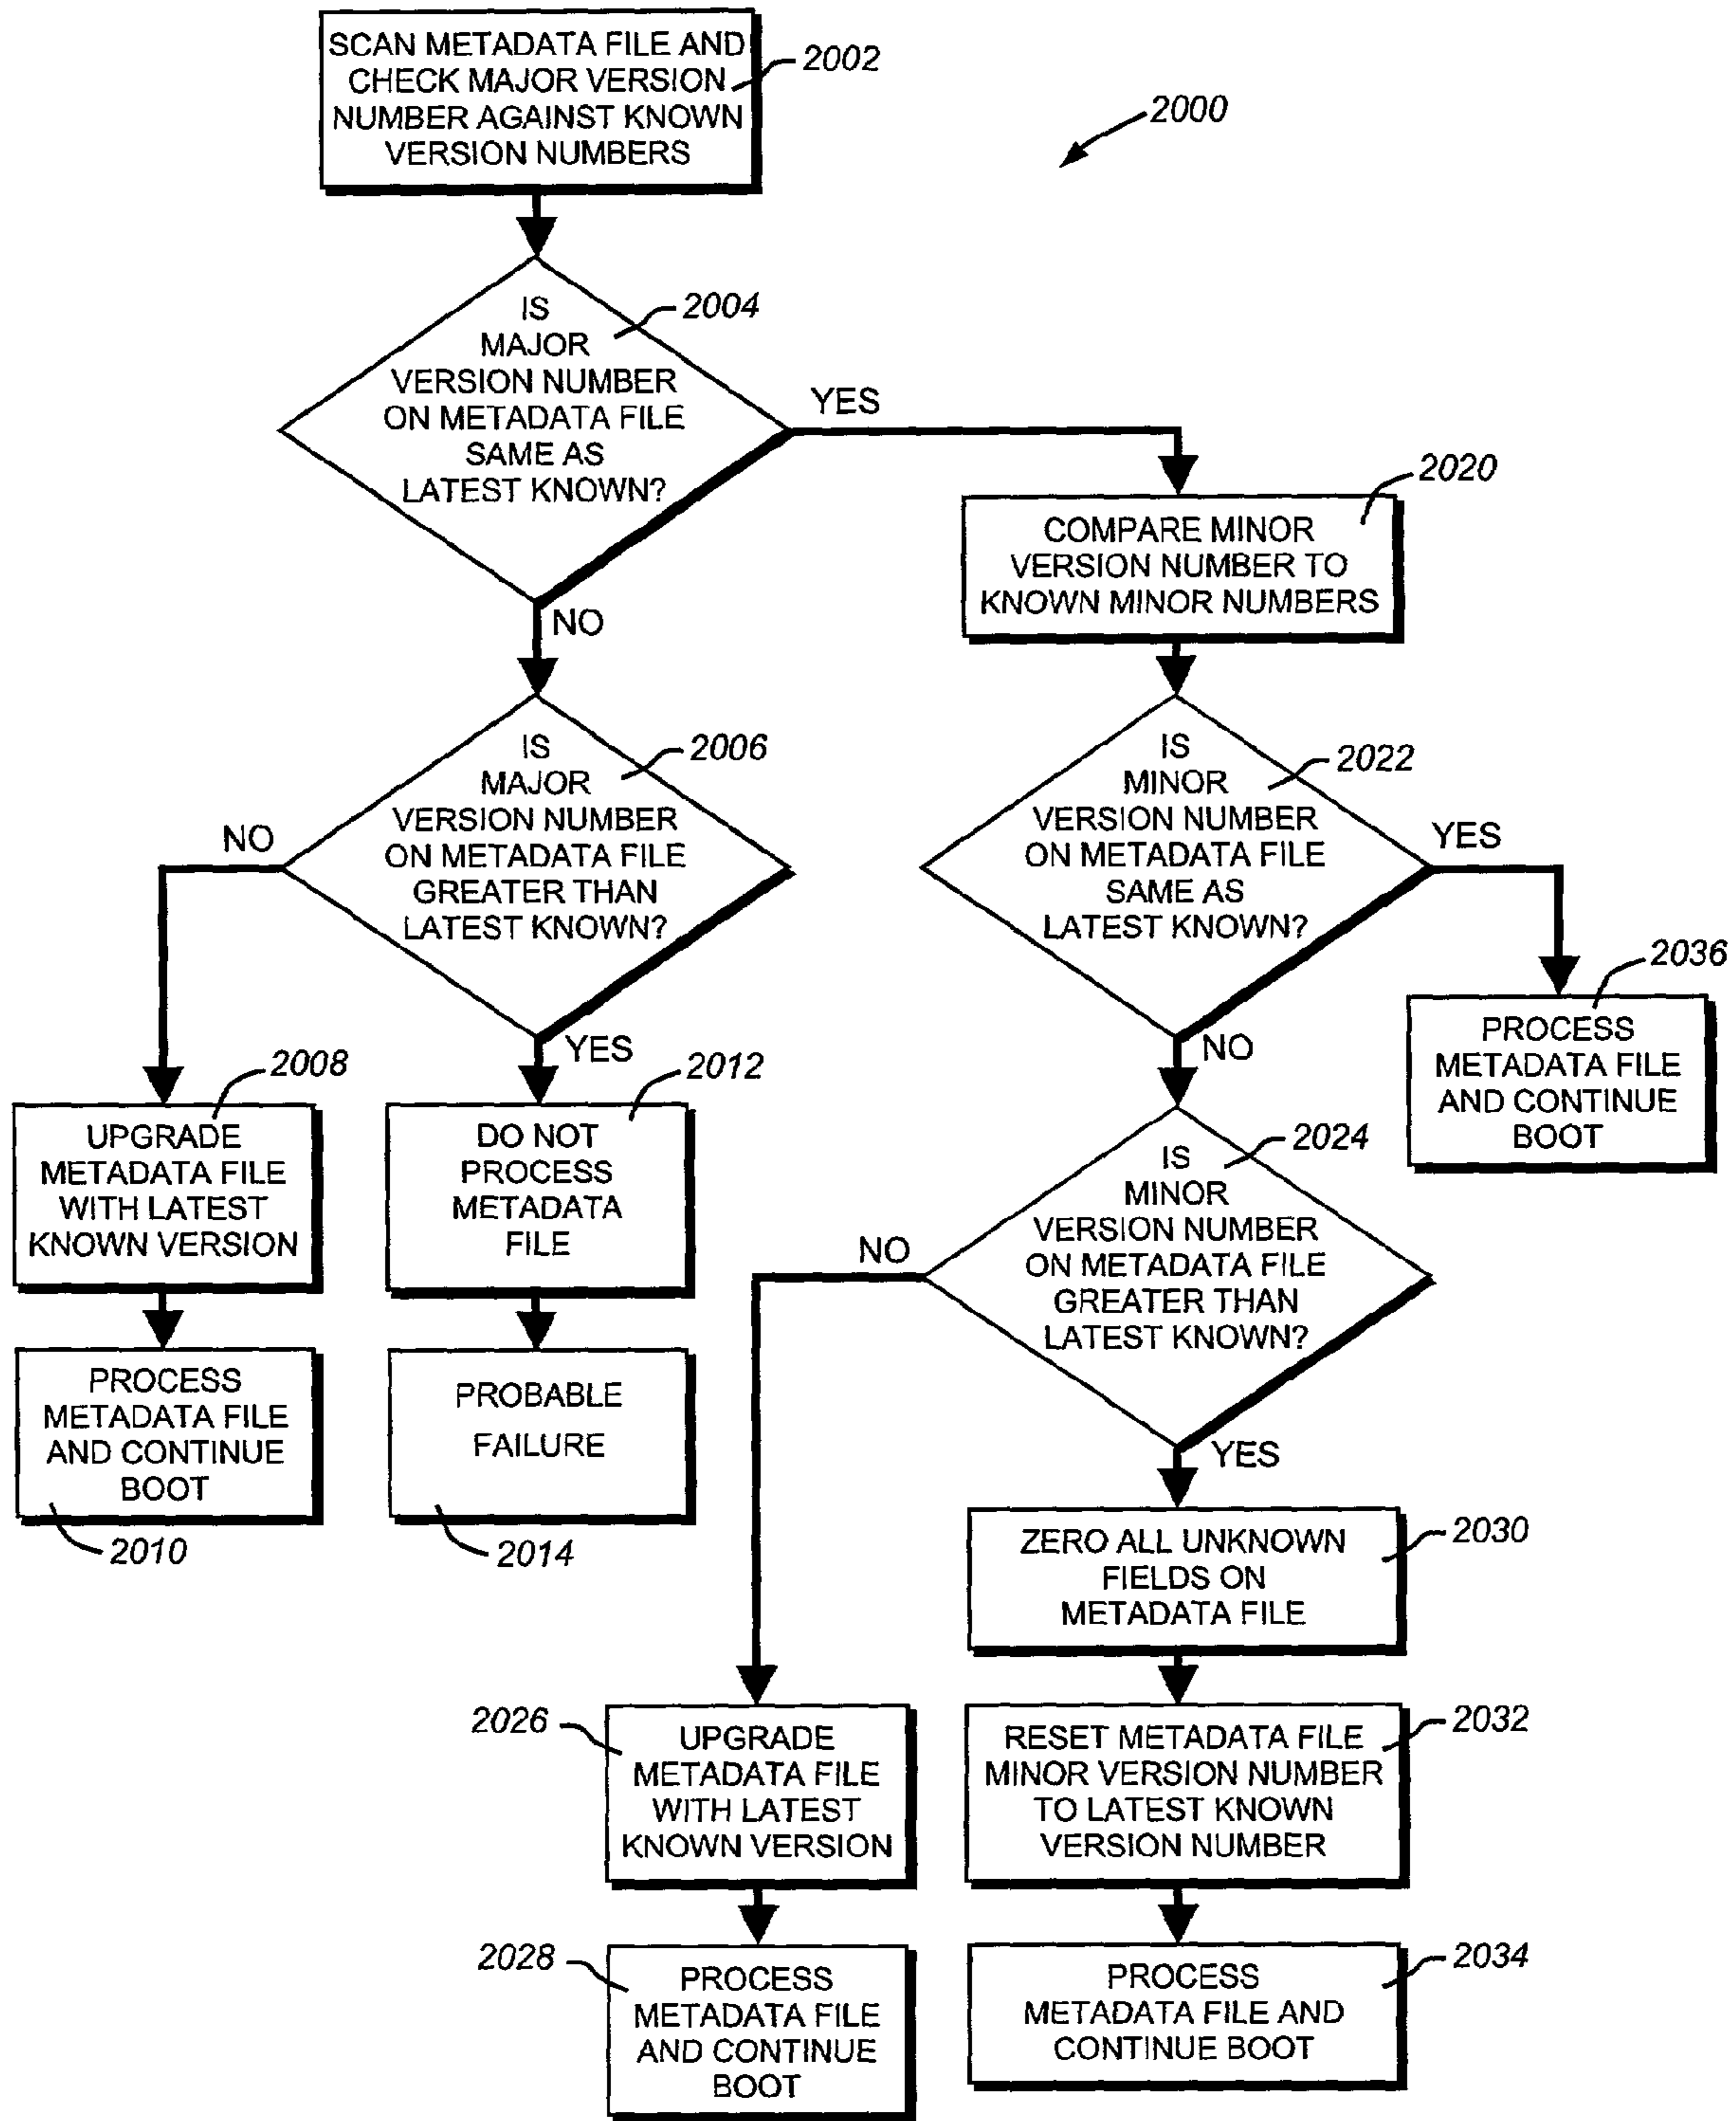 SCAN METADATA FILE AND
CHECK MAJOR VERSION
NUMBER AGAINST KNOWN
VERSION NUMBERS
2002
2000
IS
MAJOR
VERSION NUMBER
ON METADATA FILE
SAME AS
LATEST KNOWN?
2004
YES
NO
COMPARE MINOR
VERSION NUMBER TO
KNOWN MINOR NUMBERS
2020
IS
MAJOR
VERSION NUMBER
ON METADATA FILE
GREATER THAN
LATEST KNOWN?
2006
NO
YES
IS
MINOR
VERSION NUMBER
ON METADATA FILE
SAME AS
LATEST KNOWN?
2022
YES
NO
PROCESS
METADATA FILE
AND CONTINUE
BOOT
2036
UPGRADE
METADATA FILE
WITH LATEST
KNOWN VERSION
2008
DO NOT
PROCESS
METADATA
FILE
2012
IS
MINOR
VERSION NUMBER
ON METADATA FILE
GREATER THAN
LATEST KNOWN?
2024
NO
YES
PROCESS
METADATA FILE
AND CONTINUE
BOOT
2010
PROBABLE
FAILURE
2014
ZERO ALL UNKNOWN
FIELDS ON
METADATA FILE
2030
2026
UPGRADE
METADATA FILE
WITH LATEST
KNOWN VERSION
RESET METADATA FILE
MINOR VERSION NUMBER
TO LATEST KNOWN
VERSION NUMBER
2032
2028
PROCESS
METADATA FILE
AND CONTINUE
BOOT
PROCESS
METADATA FILE AND
CONTINUE BOOT
2034